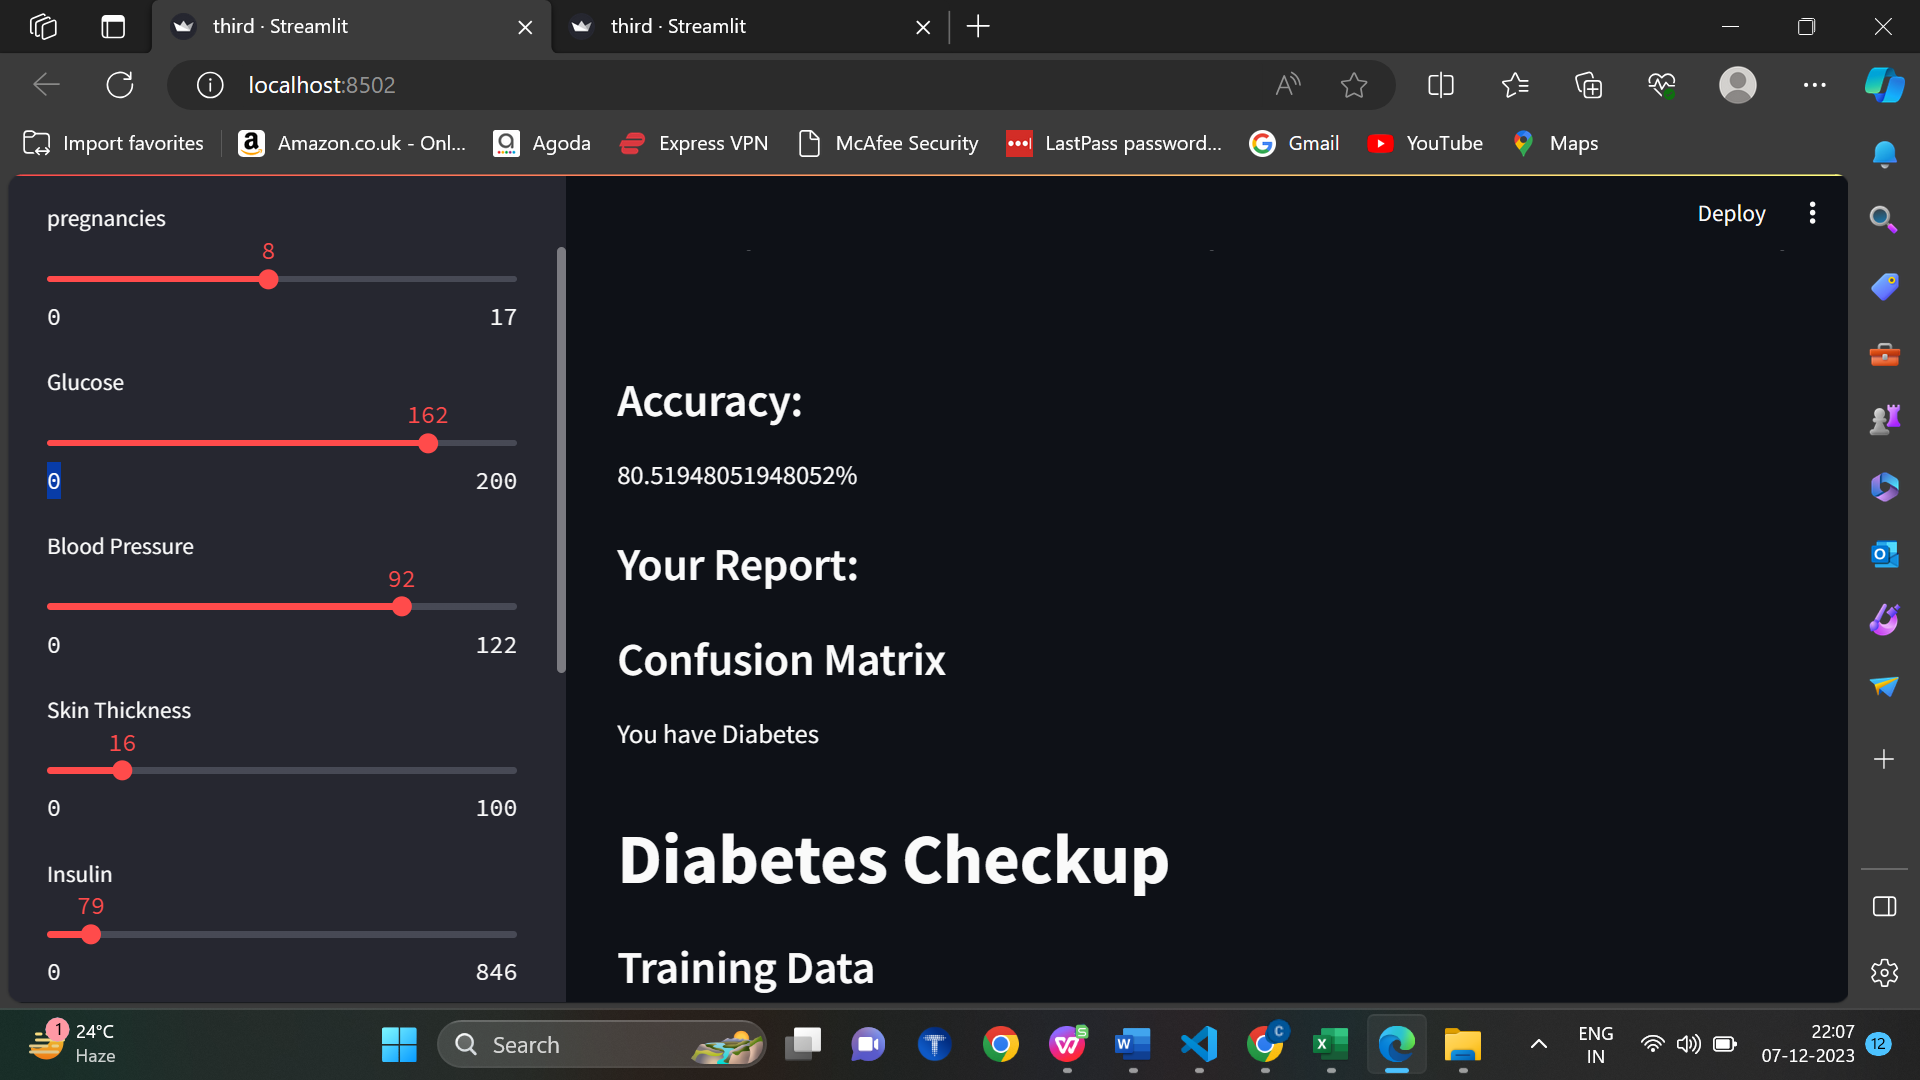 third · Streamlit
third · Streamlit
localhost:8502
Import favorites
Amazon.co.uk - Onl...
Agoda
Express VPN
McAfee Security
LastPass password...
Gmail
YouTube
Maps
pregnancies
8
0 17
Glucose
162
0 200
Blood Pressure
92
0 122
Skin Thickness
16
0 100
Insulin
79
0 846
Deploy
Accuracy:
80.51948051948052%
Your Report:
Confusion Matrix
You have Diabetes
Diabetes Checkup
Training Data
1
24°C
Haze
Search
ENG
IN
22:07
07-12-2023
12